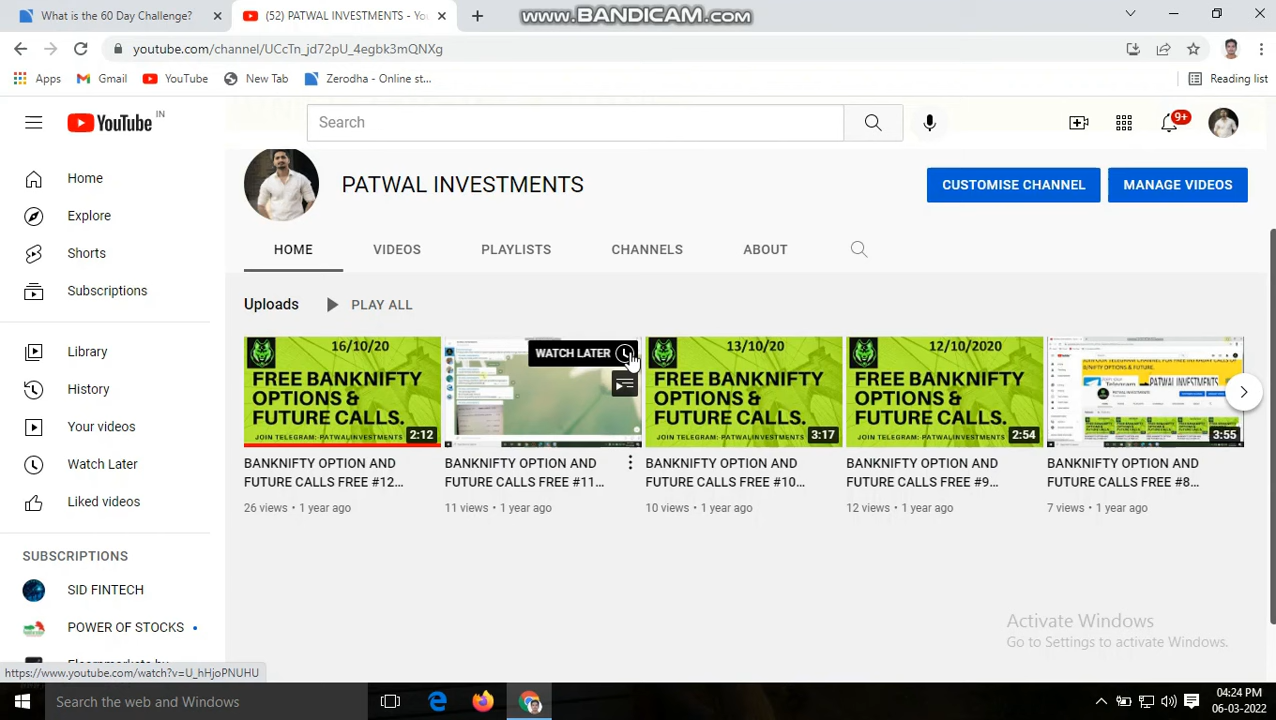 What is the 60 Day Challenge?
(52) PATWAL INVESTMENTS - Yo
www.BANDICAM.com
youtube.com/channel/UCcTn_jd72pU_4egbk3mQNXg
Apps
Gmail
YouTube
New Tab
Zerodha - Online st...
Reading list
YouTube IN
Search
9+
Home
Explore
Shorts
Subscriptions
Library
History
Your videos
Watch Later
Liked videos
SUBSCRIPTIONS
SID FINTECH
POWER OF STOCKS
PATWAL INVESTMENTS
CUSTOMISE CHANNEL
MANAGE VIDEOS
HOME
VIDEOS
PLAYLISTS
CHANNELS
ABOUT
Uploads
PLAY ALL
16/10/20
FREE BANKNIFTY
OPTIONS &
FUTURE CALLS.
JOIN TELEGRAM: PATWALINVESTMENTS
2:12
BANKNIFTY OPTION AND
FUTURE CALLS FREE #12...
26 views • 1 year ago
WATCH LATER
BANKNIFTY OPTION AND
FUTURE CALLS FREE #11...
11 views • 1 year ago
13/10/20
FREE BANKNIFTY
OPTIONS &
FUTURE CALLS.
JOIN TELEGRAM: PATWALINVESTMENTS
3:17
BANKNIFTY OPTION AND
FUTURE CALLS FREE #10...
10 views • 1 year ago
12/10/2020
FREE BANKNIFTY
OPTIONS &
FUTURE CALLS.
JOIN TELEGRAM: PATWALINVESTMENTS
2:54
BANKNIFTY OPTION AND
FUTURE CALLS FREE #9...
12 views • 1 year ago
PATWAL INVESTMENTS
3:55
BANKNIFTY OPTION AND
FUTURE CALLS FREE #8...
7 views • 1 year ago
Activate Windows
Go to Settings to activate Windows.
https://www.youtube.com/watch?v=U_hHjoPNUHU
Search the web and Windows
04:24 PM
06-03-2022